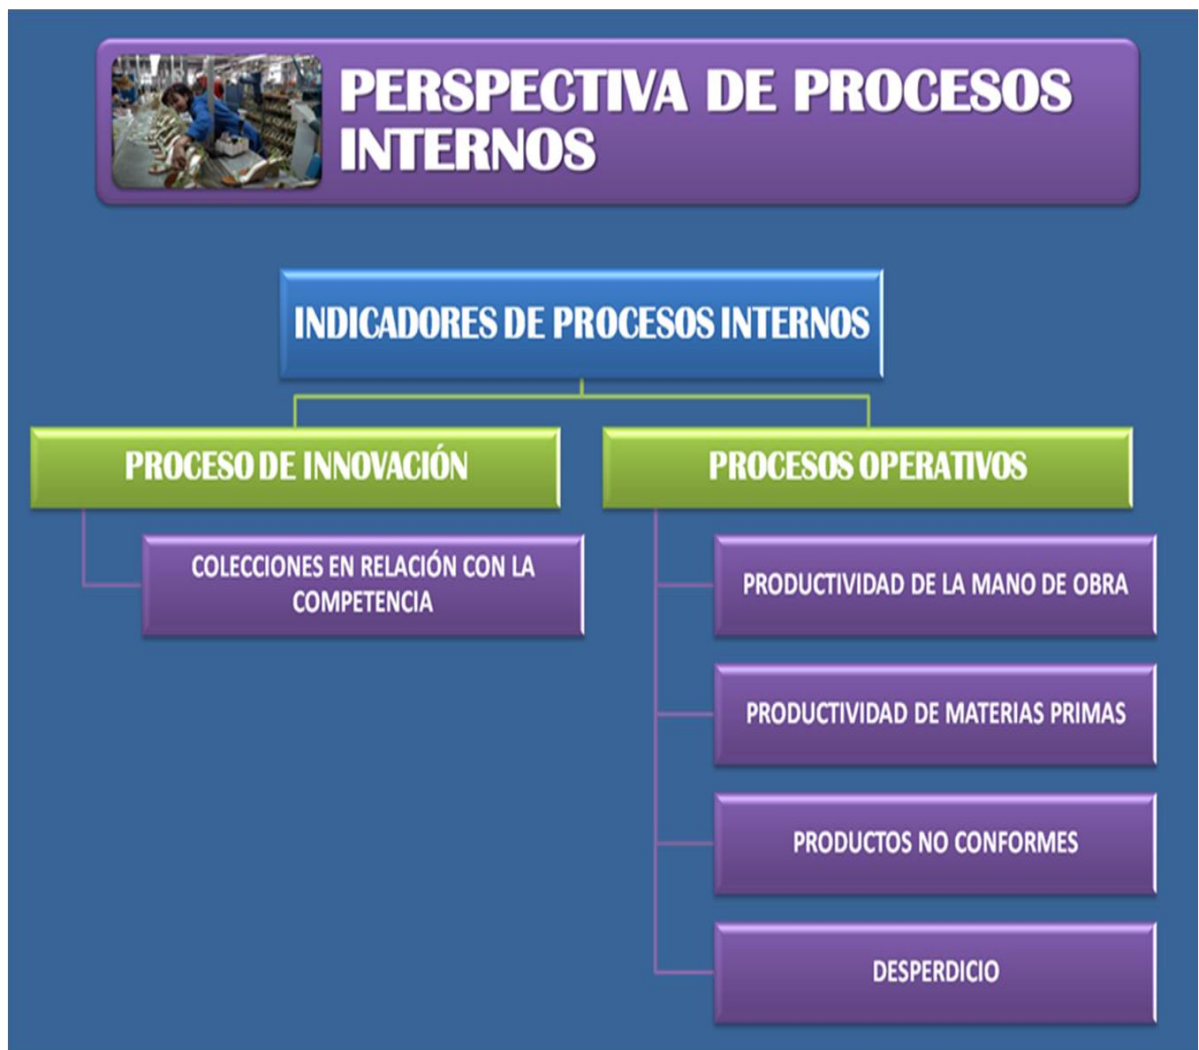 PERSPECTIVA DE PROCESOS
INTERNOS
INDICADORES DE PROCESOS INTERNOS
PROCESO DE INNOVACIÓN
COLECCIONES EN RELACIÓN CON LA
COMPETENCIA
PROCESOS OPERATIVOS
PRODUCTIVIDAD DE LA MANO DE OBRA
PRODUCTIVIDAD DE MATERIAS PRIMAS
PRODUCTOS NO CONFORMES
DESPERDICIO